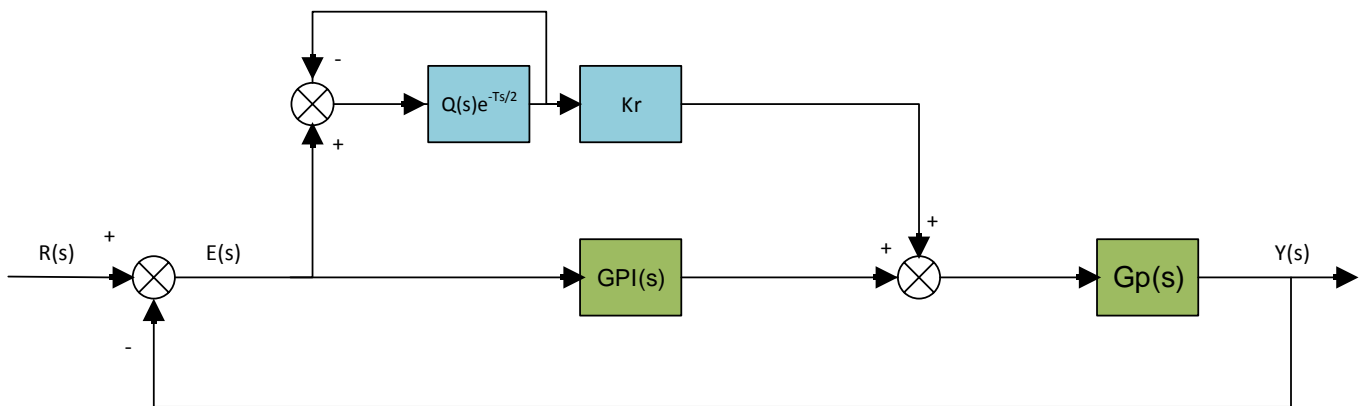 -
Q(s)e-Ts/2
Kr
+
+
R(s)
+
E(s)
+
GPI(s)
Gp(s)
Y(s)
-